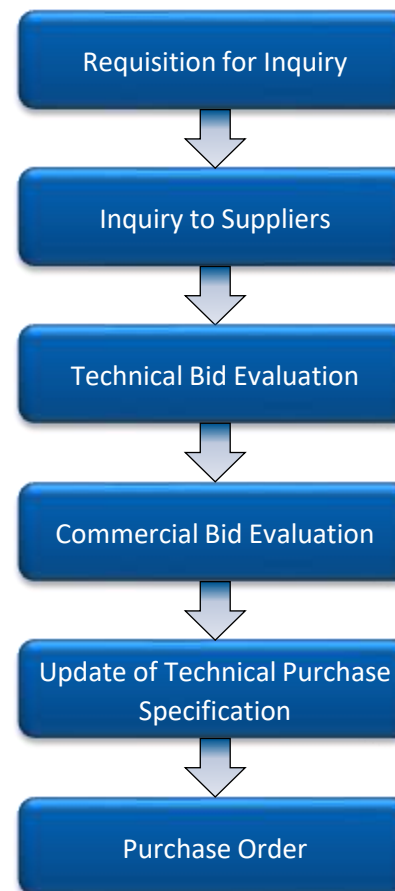 Requisition for Inquiry
Inquiry to Suppliers
Technical Bid Evaluation
Commercial Bid Evaluation
Update of Technical Purchase
Specification
Purchase Order